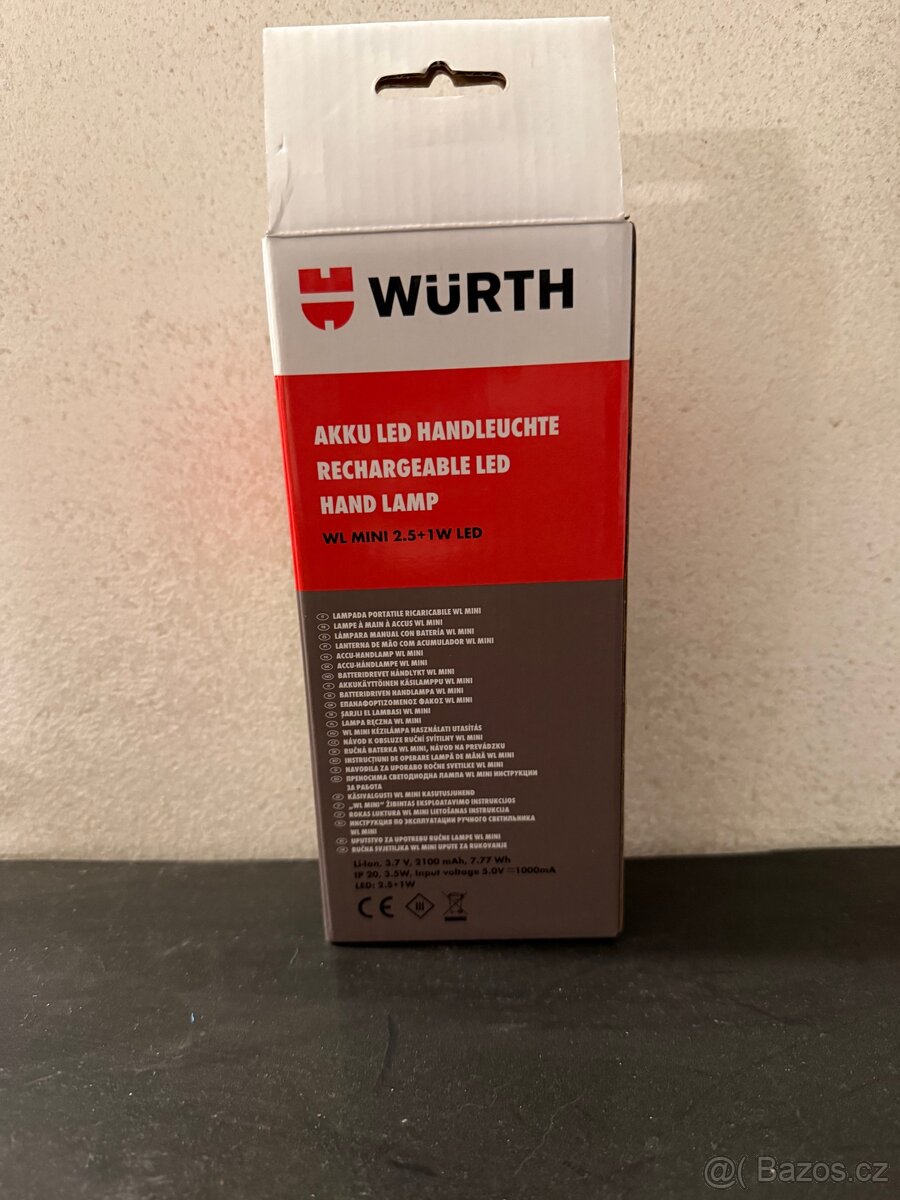 WÜRTH
AKKU LED HANDLEUCHTE
RECHARGEABLE LED
HAND LAMP
WL MINI 2.5+1W LED
LAMPADA PORTATILE RICARICABILE WL MINI
LAMPE À MAIN À ACCUS WL MINI
LÁMPARA MANUAL CON BATERÍA WL MINI
LANTERNA DE MÃO COM ACUMULADOR WL MINI
ACCU-HANDLAMP WL MINI
ACCU-HÅNDLAMPE WL MINI
BATTERIDREVET HÅNDLYKT WL MINI
AKKUKÄYTTÖINEN KÄSILAMPPU WL MINI
BATTERIDRIVEN HANDLAMPA WL MINI
ΕΠΑΝΑΦΟΡΤΙΖΟΜΕΝΟΣ ΦΑΚΟΣ WL MINI
ŞARJLI EL LAMBASI WL MINI
LAMPA RĘCZNA WL MINI
WL MINI KÉZILÁMPA HASZNÁLATI UTASÍTÁS
NÁVOD K OBSLUZE RUČNÍ SVÍTILNY WL MINI
RUČNÁ BATERKA WL MINI, NÁVOD NA PREVÁDZKU
INSTRUCŢIUNI DE OPERARE LAMPĂ DE MÂNĂ WL MINI
NAVODILA ZA UPORABO ROČNE SVETILKE WL MINI
ПРЕНОСИМА СВЕТОДИОДНА ЛАМПА WL MINI ИНСТРУКЦИИ
ЗА РАБОТА
KÄSIVALGUSTI WL MINI KASUTUSJUHEND
„WL MINI“ ŽIBINTAS EKSPLOATAVIMO INSTRUKCIJOS
ROKAS LUKTURA WL MINI LIETOŠANAS INSTRUKCIJA
ИНСТРУКЦИЯ ПО ЭКСПЛУАТАЦИИ РУЧНОГО СВЕТИЛЬНИКА
WL MINI
UPUTSTVO ZA UPOTREBU RUČNE LAMPE WL MINI
RUČNA SVJETILJKA WL MINI UPUTE ZA RUKOVANJE
Li-Ion, 3.7 V, 2100 mAh, 7.77 Wh
IP 20, 3.5W, Input voltage 5.0V ⎓ 1000mA
LED: 2.5+1W
CE III
@( Bazos.cz